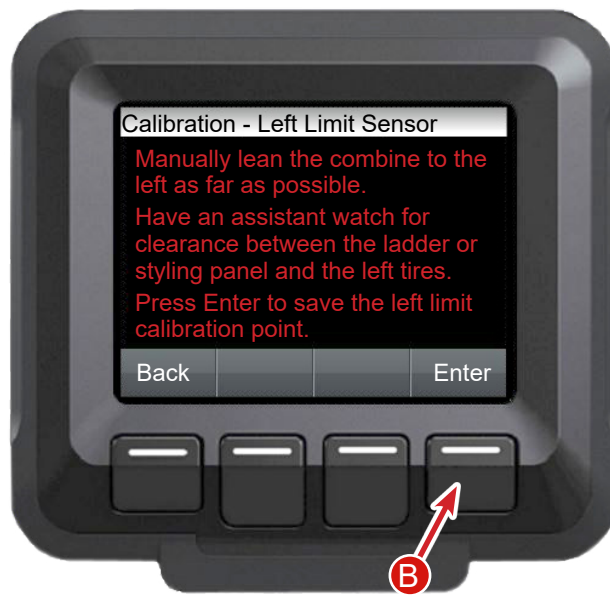 Calibration - Left Limit Sensor
Manually lean the combine to the
left as far as possible.
Have an assistant watch for
clearance between the ladder or
styling panel and the left tires.
Press Enter to save the left limit
calibration point.
Back Enter
B